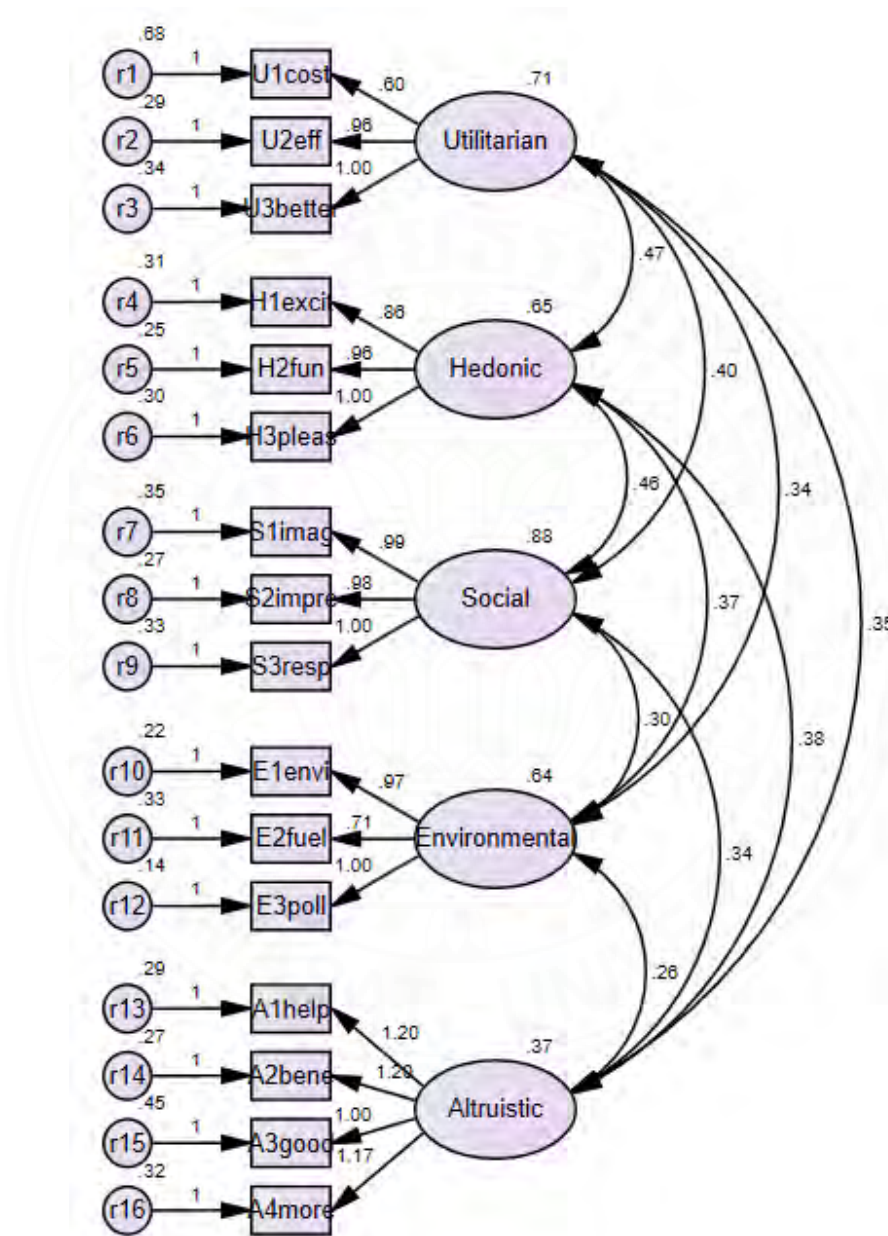 .68
r1 1 U1cost .60 .71
.29
r2 1 U2eff .96 Utilitarian
.34
r3 1 U3better 1.00
.47
.31
r4 1 H1exci .86 .65
.25
r5 1 H2fun .96 Hedonic
.40
.30
r6 1 H3pleas 1.00
.46
.34
.35
r7 1 S1imag .99 .88
.27
r8 1 S2impre .98 Social
.37
.33
r9 1 S3resp 1.00
.35
.30
.38
.22
r10 1 E1envi .97 .64
.33
r11 1 E2fuel .71 Environmenta
.34
.14
r12 1 E3poll 1.00
.26
.29
r13 1 A1help 1.20 .37
.27
r14 1 A2bene
Altruistic
.45
r15 1 A3good 1.00
.32
1.17
r16 1 A4more